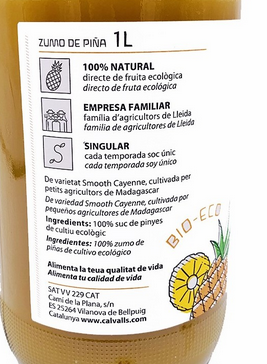 ZUMO DE PIÑA 1L
100% NATURAL
directe de fruita ecològica
directo de fruta ecológica
EMPRESA FAMILIAR
família d'agricultors de Lleida
familia de agricultores de Lleida
SINGULAR
cada temporada soc únic
cada temporada soy único
De varietat Smooth Cayenne, cultivada per
petits agricultors de Madagascar
De variedad Smooth Cayenne, cultivada por
pequeños agricultores de Madagascar
Ingredients: 100% suc de pinyes
de cultiu ecològic
Ingredientes: 100% zumo de
piñas de cultivo ecológico
BIO-ECO
Alimenta la teua qualitat de vida
Alimenta tu calidad de vida
SAT VV 229 CAT
Camí de la Plana, s/n
ES 25264 Vilanova de Bellpuig
Catalunya www.calvalls.com